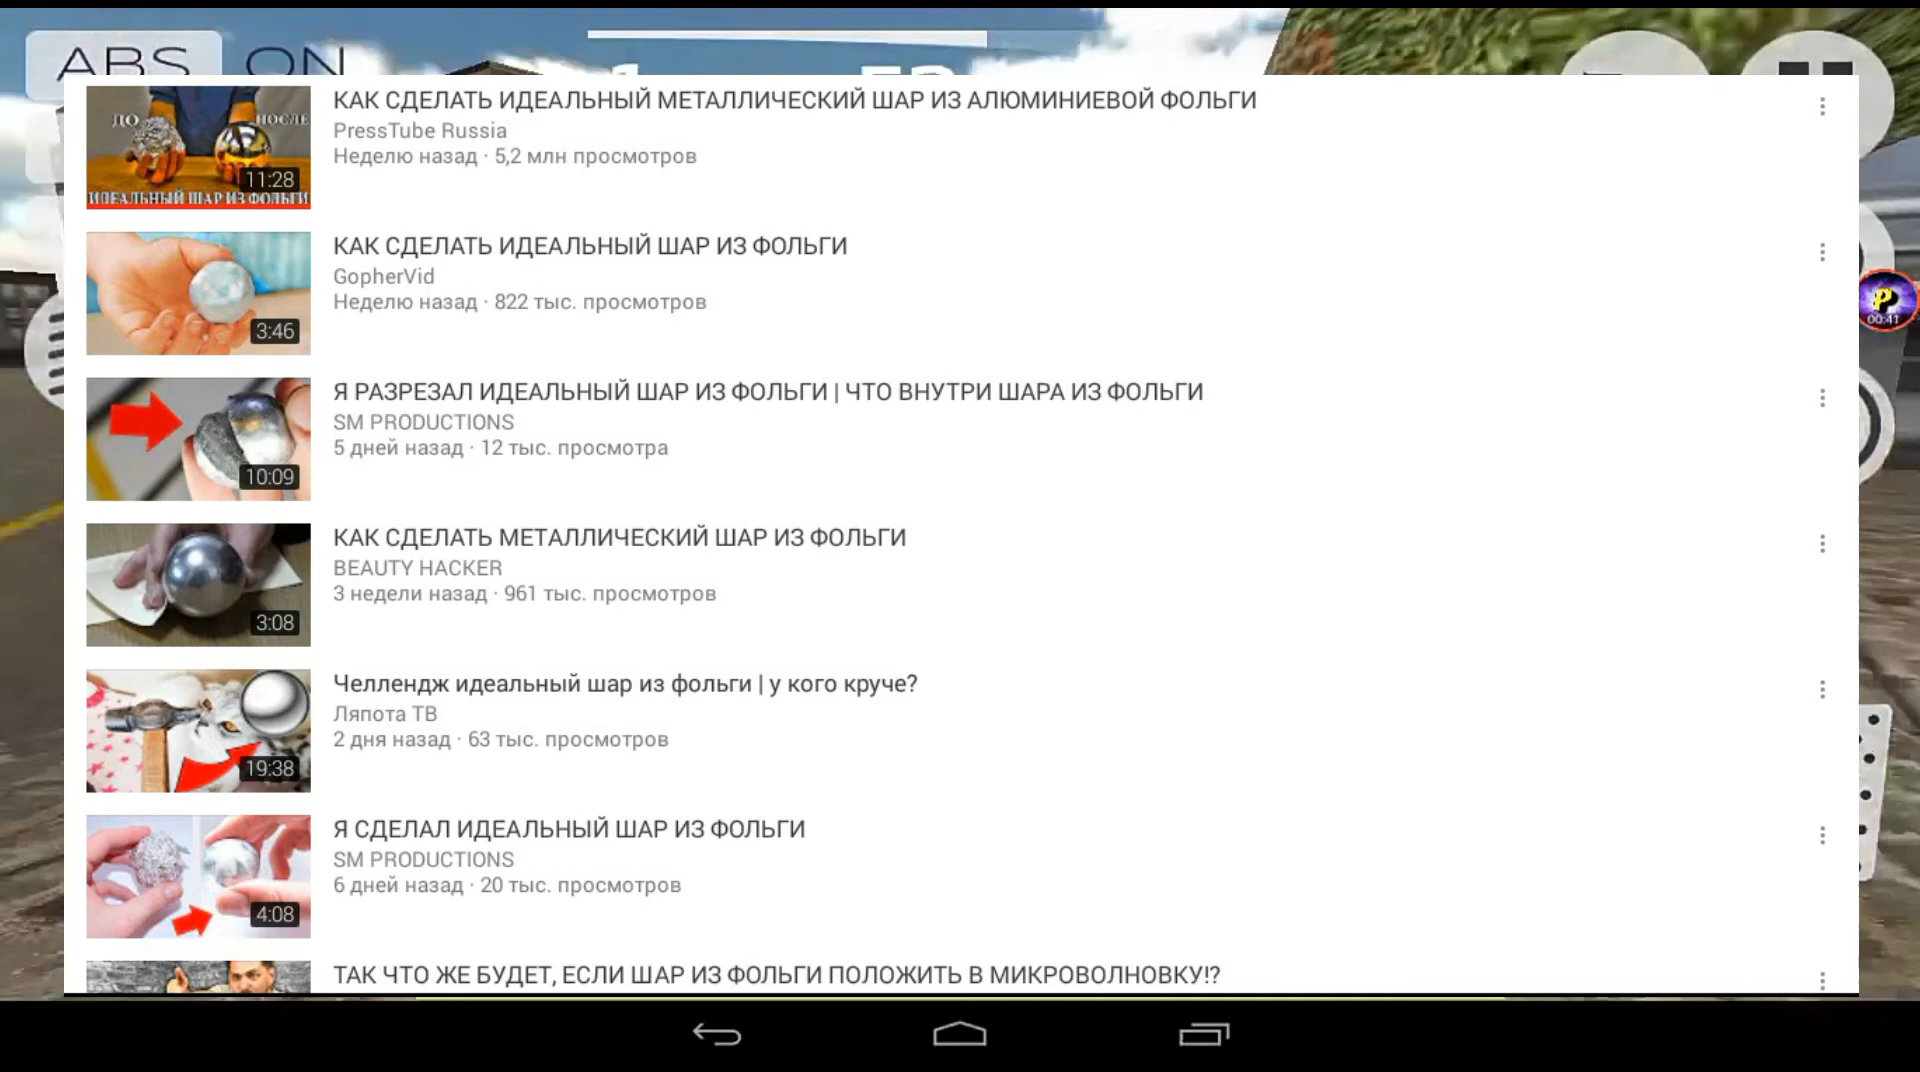 ABS ON
КАК СДЕЛАТЬ ИДЕАЛЬНЫЙ МЕТАЛЛИЧЕСКИЙ ШАР ИЗ АЛЮМИНИЕВОЙ ФОЛЬГИ
PressTube Russia
Неделю назад · 5,2 млн просмотров
ДО ПОСЛЕ
11:28
ИДЕАЛЬНЫЙ ШАР ИЗ ФОЛЬГИ
КАК СДЕЛАТЬ ИДЕАЛЬНЫЙ ШАР ИЗ ФОЛЬГИ
GopherVid
Неделю назад · 822 тыс. просмотров
3:46
P
00:41
Я РАЗРЕЗАЛ ИДЕАЛЬНЫЙ ШАР ИЗ ФОЛЬГИ | ЧТО ВНУТРИ ШАРА ИЗ ФОЛЬГИ
SM PRODUCTIONS
5 дней назад · 12 тыс. просмотра
10:09
КАК СДЕЛАТЬ МЕТАЛЛИЧЕСКИЙ ШАР ИЗ ФОЛЬГИ
BEAUTY HACKER
3 недели назад · 961 тыс. просмотров
3:08
Челлендж идеальный шар из фольги | у кого круче?
Ляпота ТВ
2 дня назад · 63 тыс. просмотров
19:38
Я СДЕЛАЛ ИДЕАЛЬНЫЙ ШАР ИЗ ФОЛЬГИ
SM PRODUCTIONS
6 дней назад · 20 тыс. просмотров
4:08
ТАК ЧТО ЖЕ БУДЕТ, ЕСЛИ ШАР ИЗ ФОЛЬГИ ПОЛОЖИТЬ В МИКРОВОЛНОВКУ!?